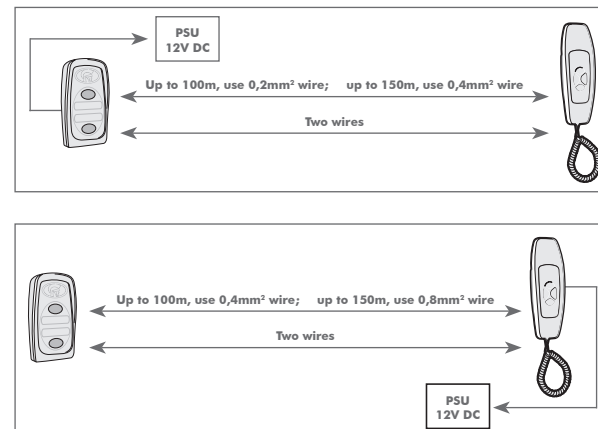 PSU
12V DC
Up to 100m, use 0,2mm² wire; up to 150m, use 0,4mm² wire
Two wires
Up to 100m, use 0,4mm² wire; up to 150m, use 0,8mm² wire
Two wires
PSU
12V DC